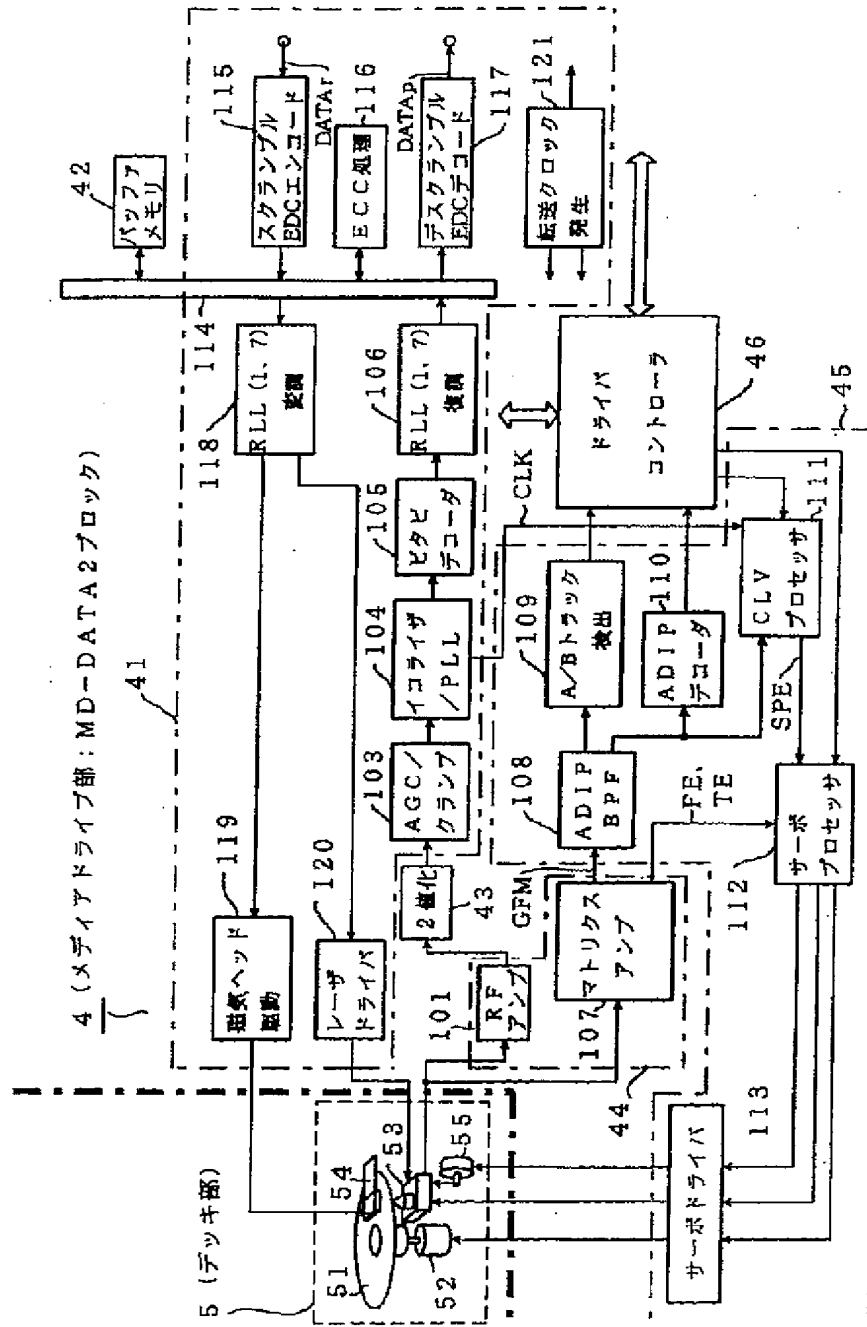 4 (メディアドライブ部:MD-DATA2ブロック)
41
5 (デッキ部)
51
52
53
54
55
119
磁気ヘッド
駆動
120
レーザ
ドライバ
118
RLL (1、7)
変調
114
42
バッファ
メモリ
115
スクランブル
EDCエンコード
DATAr
ECC処理
116
デスクランブル
EDCデコード
117
DATAp
転送クロック
発生
121
101
RF
アンプ
2値化
43
103
AGC/
クランプ
104
イコライザ
/PLL
105
ビタビ
デコーダ
106
RLL (1、7)
復調
CLK
44
107
マトリクス
アンプ
GFM
108
ADIP
BPF
109
A/Bトラック
検出
ADIP
デコーダ
110
ドライバ
コントローラ
46
45
CLV
プロセッサ
111
SPE
FE、
TE
112
サーボ
プロセッサ
サーボドライバ
113